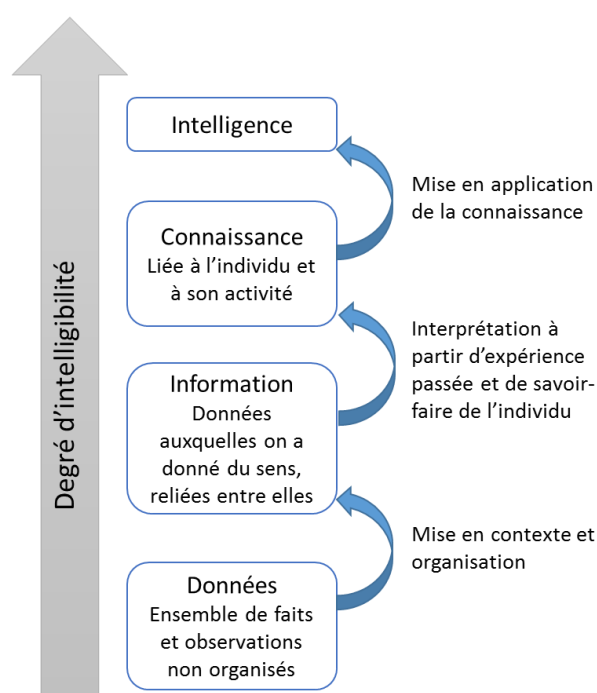 Intelligence
Mise en application
de la connaissance
Connaissance
Liée à l'individu et
à son activité
Interprétation à
partir d'expérience
passée et de savoir-
faire de l'individu
Information
Données
auxquelles on a
donné du sens,
reliées entre elles
Mise en contexte et
organisation
Données
Ensemble de faits
et observations
non organisés
Degré d'intelligibilité